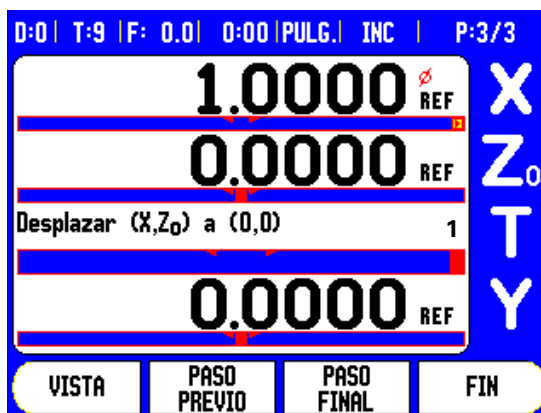 D:0 | T:9 | F: 0.0 | 0:00 | PULG. | INC | P:3/3
1.0000 Ø REF X
0.0000 REF Z0
Desplazar (X,Z0) a (0,0) 1 T
0.0000 REF Y
VISTA PASO PREVIO PASO FINAL FIN